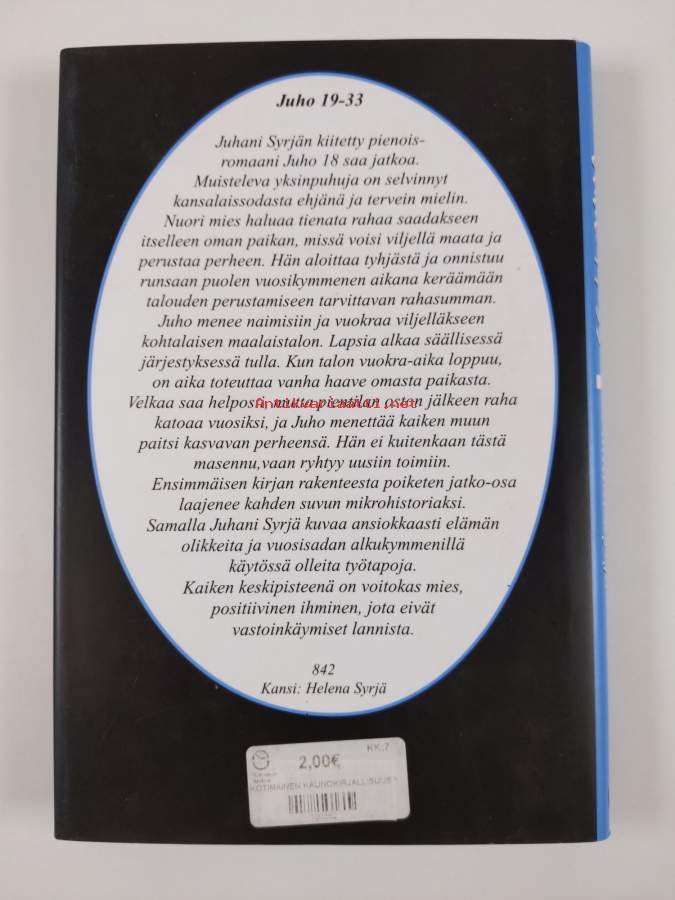 Juho 19-33
Juhani Syrjän kiitetty pienois-
romaani Juho 18 saa jatkoa.
Muisteleva yksinpuhuja on selvinnyt
kansalaissodasta ehjänä ja tervein mielin.
Nuori mies haluaa tienata rahaa saadakseen
itselleen oman paikan, missä voisi viljellä maata ja
perustaa perheen. Hän aloittaa tyhjästä ja onnistuu
runsaan puolen vuosikymmenen aikana keräämään
talouden perustamiseen tarvittavan rahasumman.
Juho menee naimisiin ja vuokraa viljelläkseen
kohtalaisen maalaistalon. Lapsia alkaa säällisessä
järjestyksessä tulla. Kun talon vuokra-aika loppuu,
on aika toteuttaa vanha haave omasta paikasta.
Velkaa saa helposti, mutta pientilan oston jälkeen raha
antikvariaatti.net
katoaa vuosiksi, ja Juho menettää kaiken muun
paitsi kasvavan perheensä. Hän ei kuitenkaan tästä
masennu,vaan ryhtyy uusiin toimiin.
Ensimmäisen kirjan rakenteesta poiketen jatko-osa
laajenee kahden suvun mikrohistoriaksi.
Samalla Juhani Syrjä kuvaa ansiokkaasti elämän
olikkeita ja vuosisadan alkukymmenillä
käytössä olleita työtapoja.
Kaiken keskipisteenä on voitokas mies,
positiivinen ihminen, jota eivät
vastoinkäymiset lannista.
842
Kansi: Helena Syrjä
KK:7
2,00€
KOTIMAINEN KAUNOKIRJALLISUUS